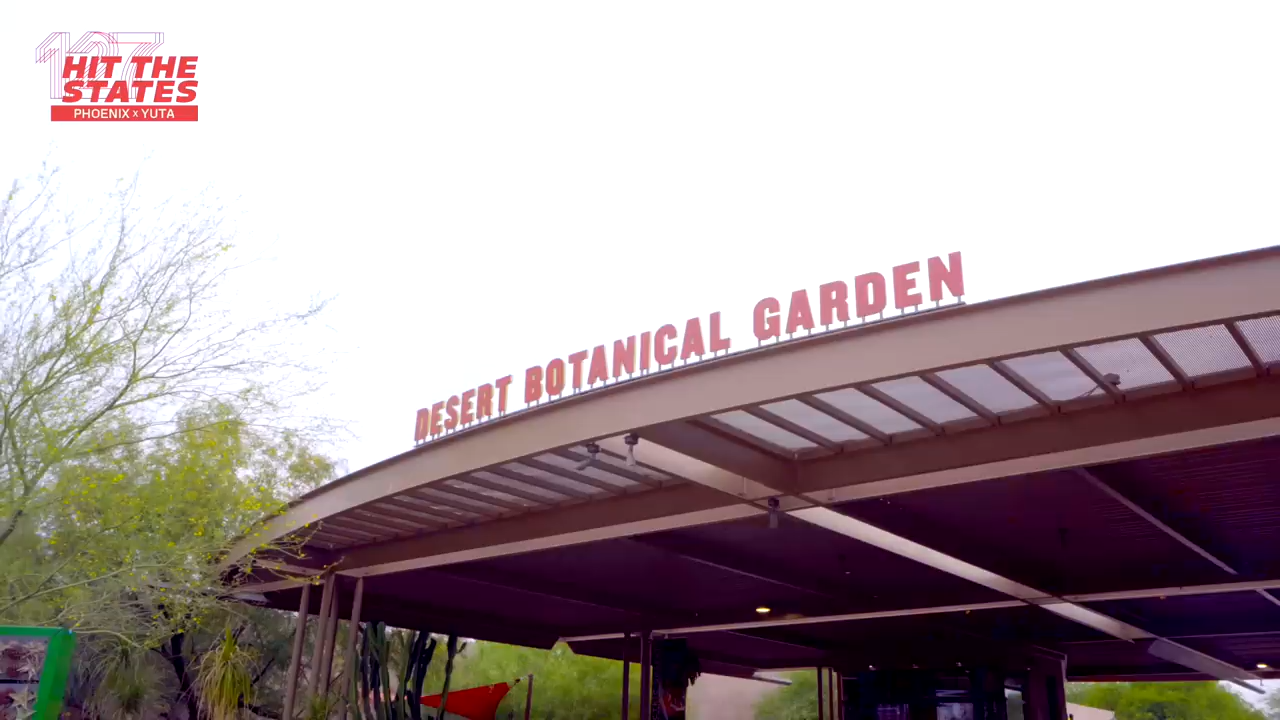 127
HIT THE
STATES
PHOENIX x YUTA
DESERT BOTANICAL GARDEN